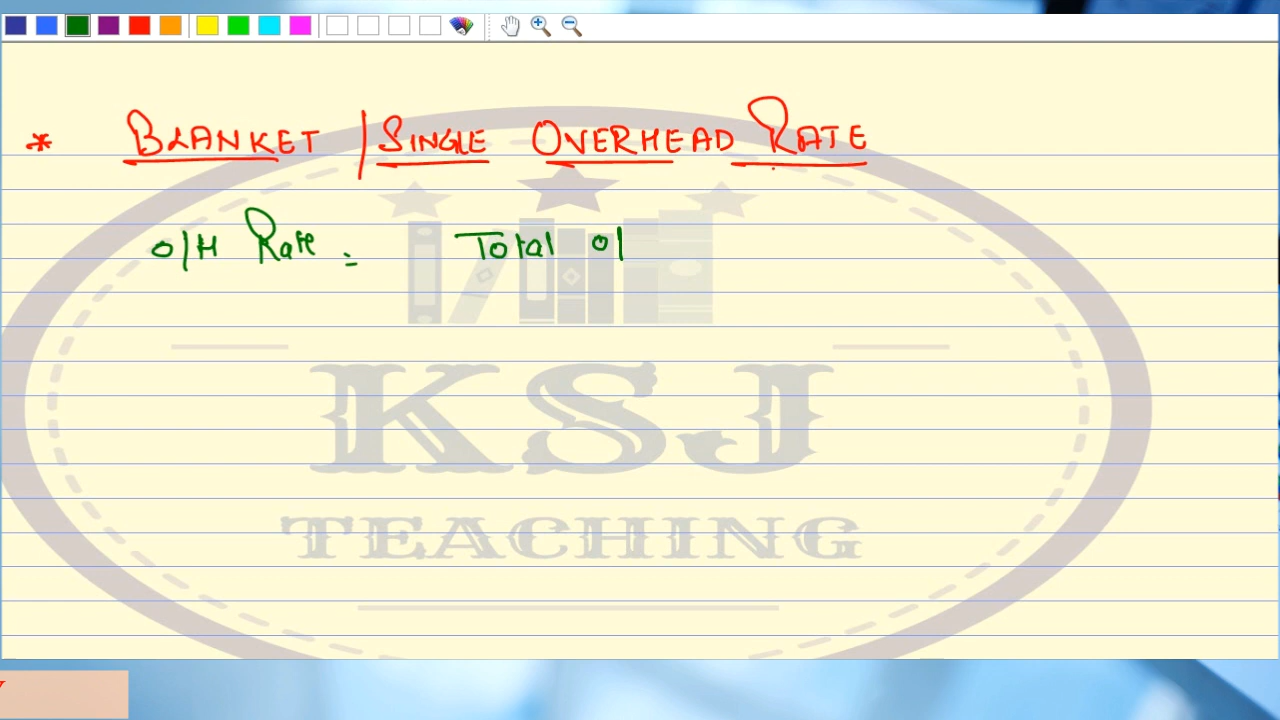 * BLANKET / SINGLE OVERHEAD RATE
O/H Rate = Total O/
KSJ
TEACHING